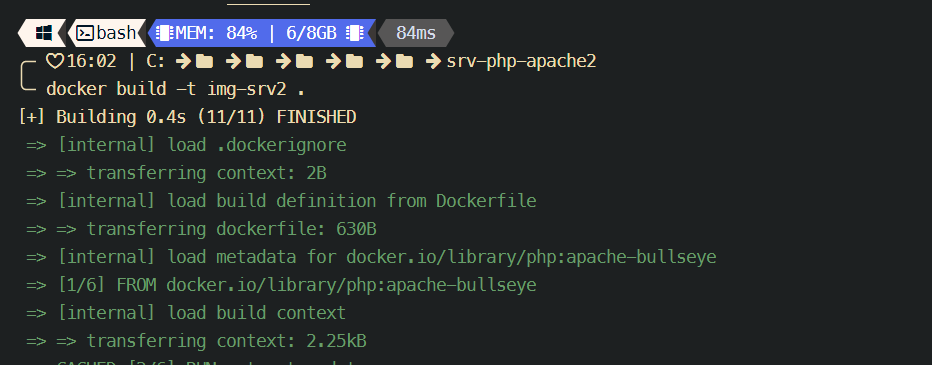 bash MEM: 84% | 6/8GB 84ms
16:02 | C: → → → → → → srv-php-apache2
docker build -t img-srv2 .
[+] Building 0.4s (11/11) FINISHED
=> [internal] load .dockerignore
=> => transferring context: 2B
=> [internal] load build definition from Dockerfile
=> => transferring dockerfile: 630B
=> [internal] load metadata for docker.io/library/php:apache-bullseye
=> [1/6] FROM docker.io/library/php:apache-bullseye
=> [internal] load build context
=> => transferring context: 2.25kB